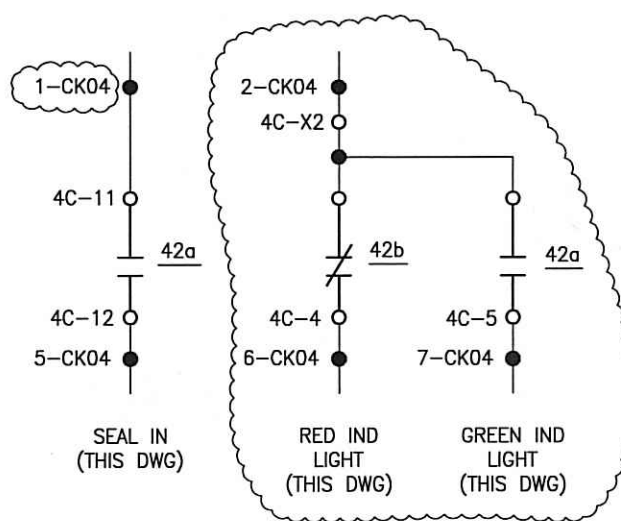 1-CK04
4C-11
42a
4C-12
5-CK04
SEAL IN
(THIS DWG)
2-CK04
4C-X2
42b
4C-4
6-CK04
RED IND
LIGHT
(THIS DWG)
42a
4C-5
7-CK04
GREEN IND
LIGHT
(THIS DWG)